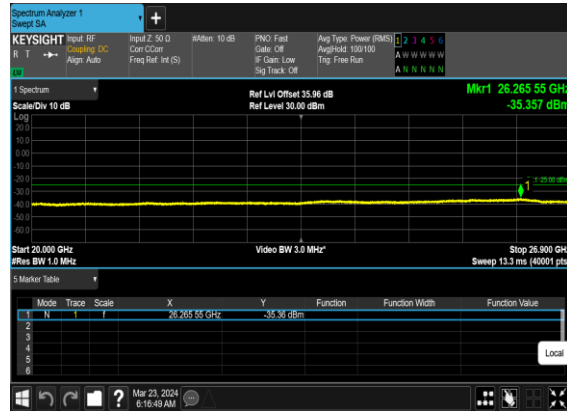 Spectrum Analyzer 1
Swept SA
+
KEYSIGHT Input: RF Input Z: 50 Ω #Atten: 10 dB PNO: Fast Avg Type: Power (RMS) 1 2 3 4 5 6
R T Coupling: DC Corr CCorr Gate: Off Avg|Hold: 100/100 A W W W W W
Align: Auto Freq Ref: Int (S) IF Gain: Low Trig: Free Run
Sig Track: Off A N N N N N
1 Spectrum Ref Lvl Offset 35.96 dB Mkr1 26.265 55 GHz
Scale/Div 10 dB Ref Level 30.00 dBm -35.357 dBm
Log
20.0
10.0
0.00
-10.0
-20.0
1 -25.00 dBm
-30.0
-40.0
-50.0
-60.0
Start 20.000 GHz Video BW 3.0 MHz* Stop 26.900 GHz
#Res BW 1.0 MHz Sweep 13.3 ms (40001 pts)
5 Marker Table
Mode Trace Scale X Y Function Function Width Function Value
1 N 1 f 26.265 55 GHz -35.36 dBm
2
3
4
5
6
Local
? Mar 23, 2024
6:16:49 AM